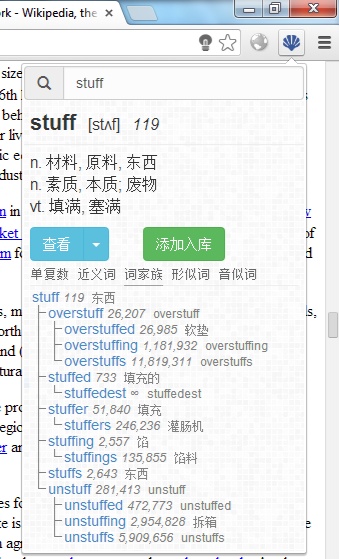 ork - Wikipedia, the
stuff
stuff [stʌf] 119
n. 材料, 原料, 东西
n. 素质, 本质; 废物
vt. 填满, 塞满
查看 添加入库
单复数 近义词 词家族 形似词 音似词
stuff 119 东西
overstuff 26,207 overstuff
overstuffed 26,985 软垫
overstuffing 1,181,932 overstuffing
overstuffs 11,819,311 overstuffs
stuffed 733 填充的
stuffedest ∞ stuffedest
stuffer 51,840 填充
stuffers 246,236 灌肠机
stuffing 2,557 馅
stuffings 135,855 馅料
stuffs 2,643 东西
unstuff 281,413 unstuff
unstuffed 472,773 unstuffed
unstuffing 2,954,828 拆箱
unstuffs 5,909,656 unstuffs